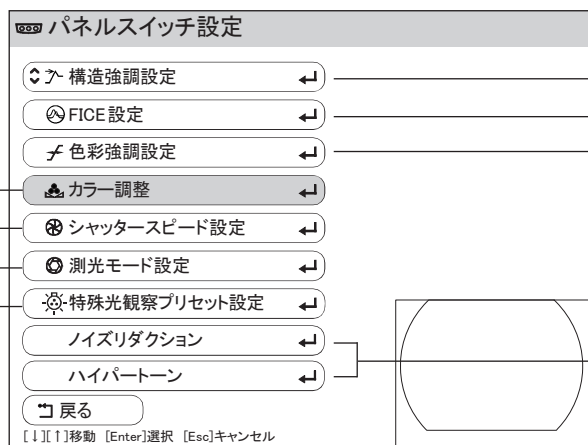 パネルスイッチ設定
構造強調設定
FICE設定
色彩強調設定
カラー調整
シャッタースピード設定
測光モード設定
特殊光観察プリセット設定
ノイズリダクション
ハイパートーン
戻る
[↓][↑]移動 [Enter]選択 [Esc]キャンセル